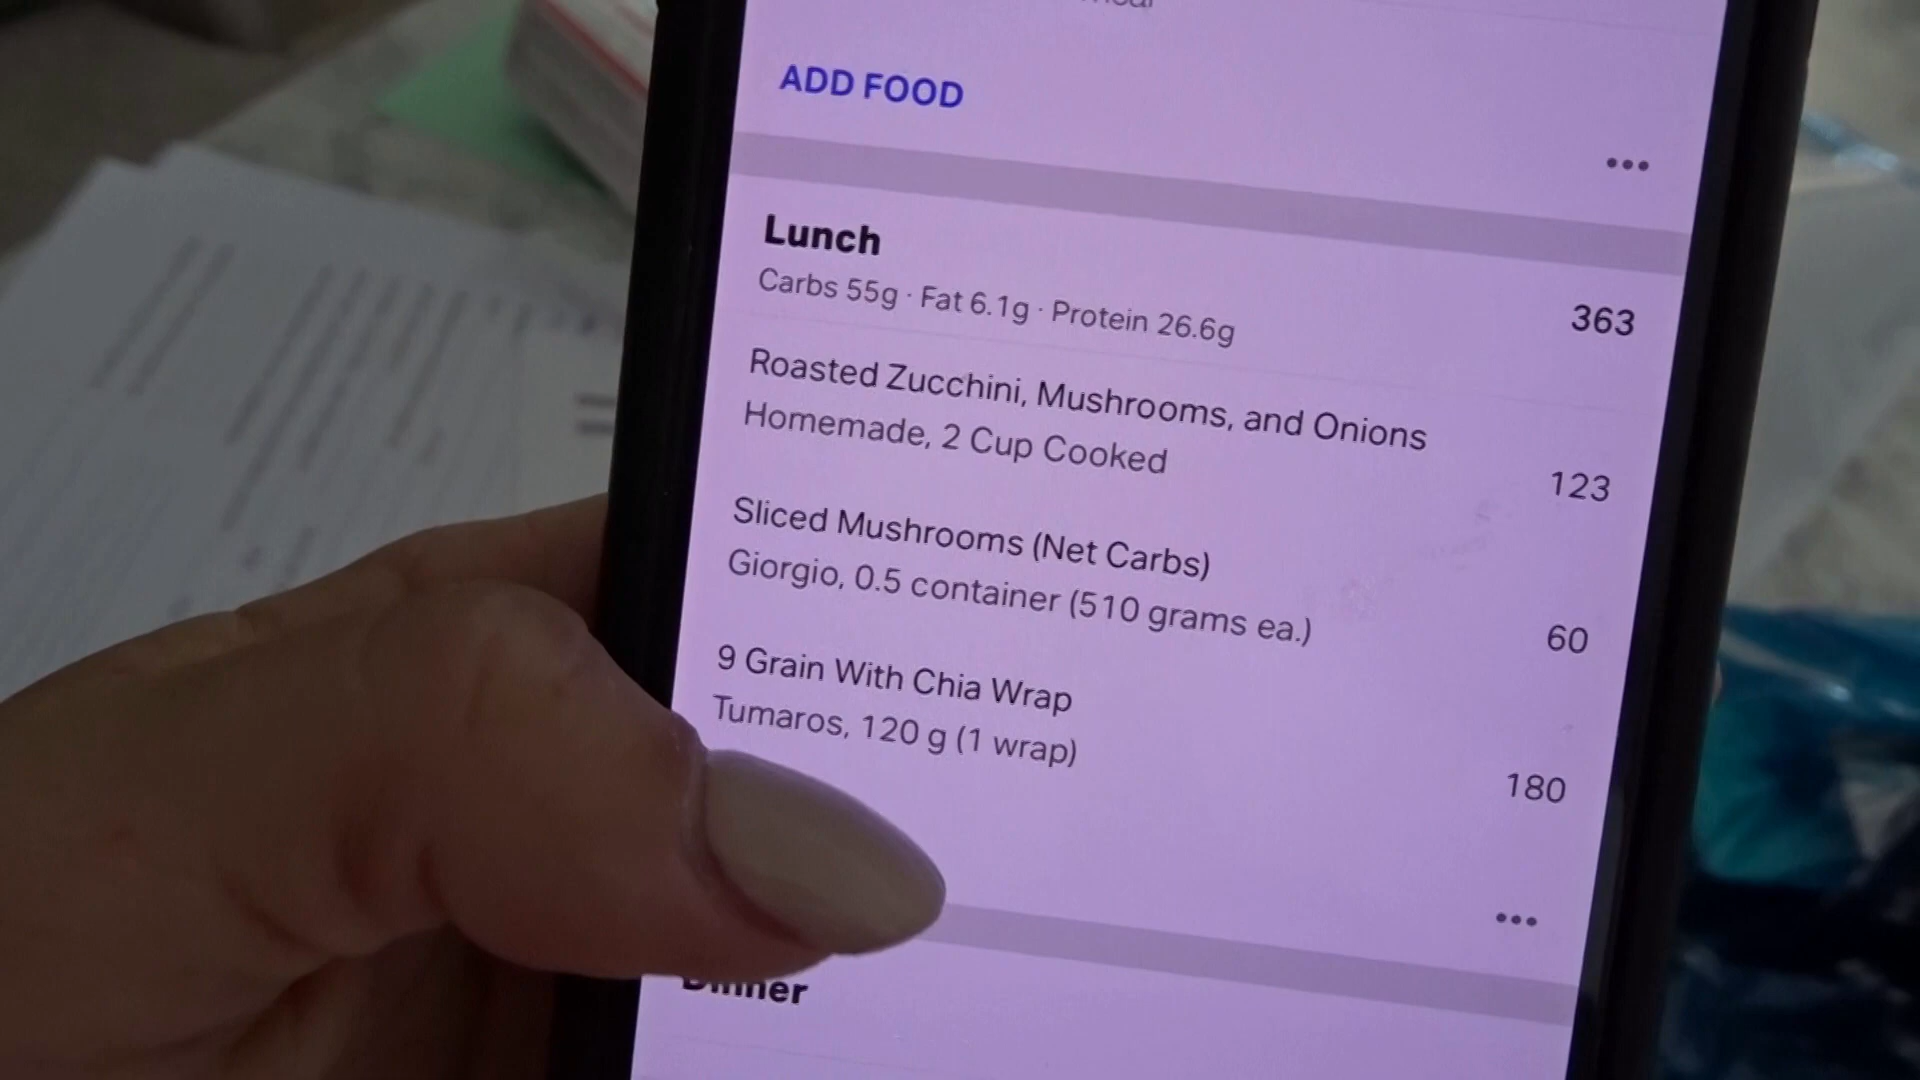 ADD FOOD
Lunch
363
Carbs 55g · Fat 6.1g · Protein 26.6g
Roasted Zucchini, Mushrooms, and Onions
Homemade, 2 Cup Cooked
123
Sliced Mushrooms (Net Carbs)
Giorgio, 0.5 container (510 grams ea.)
60
9 Grain With Chia Wrap
Tumaros, 120 g (1 wrap)
180
Dinner